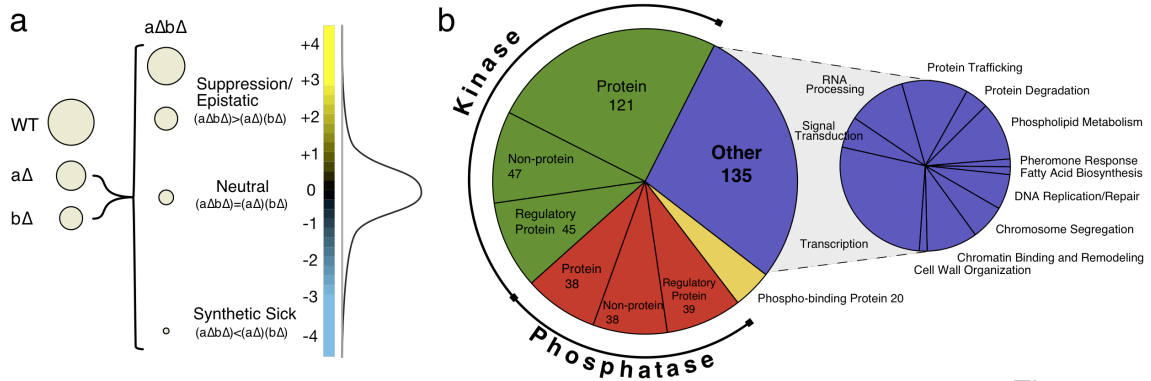 a
aΔbΔ
WT
aΔ
bΔ
Suppression/
Epistatic
(aΔbΔ)>(aΔ)(bΔ)
Neutral
(aΔbΔ)=(aΔ)(bΔ)
Synthetic Sick
(aΔbΔ)<(aΔ)(bΔ)
+4
+3
+2
+1
0
-1
-2
-3
-4
b
Kinase
Protein
121
Non-protein
47
Regulatory
Protein 45
Protein
38
Non-protein
38
Regulatory
Protein
39
Phosphatase
Other
135
Phospho-binding Protein 20
RNA
Processing
Signal
Transduction
Transcription
Protein Trafficking
Protein Degradation
Phospholipid Metabolism
Pheromone Response
Fatty Acid Biosynthesis
DNA Replication/Repair
Chromosome Segregation
Chromatin Binding and Remodeling
Cell Wall Organization